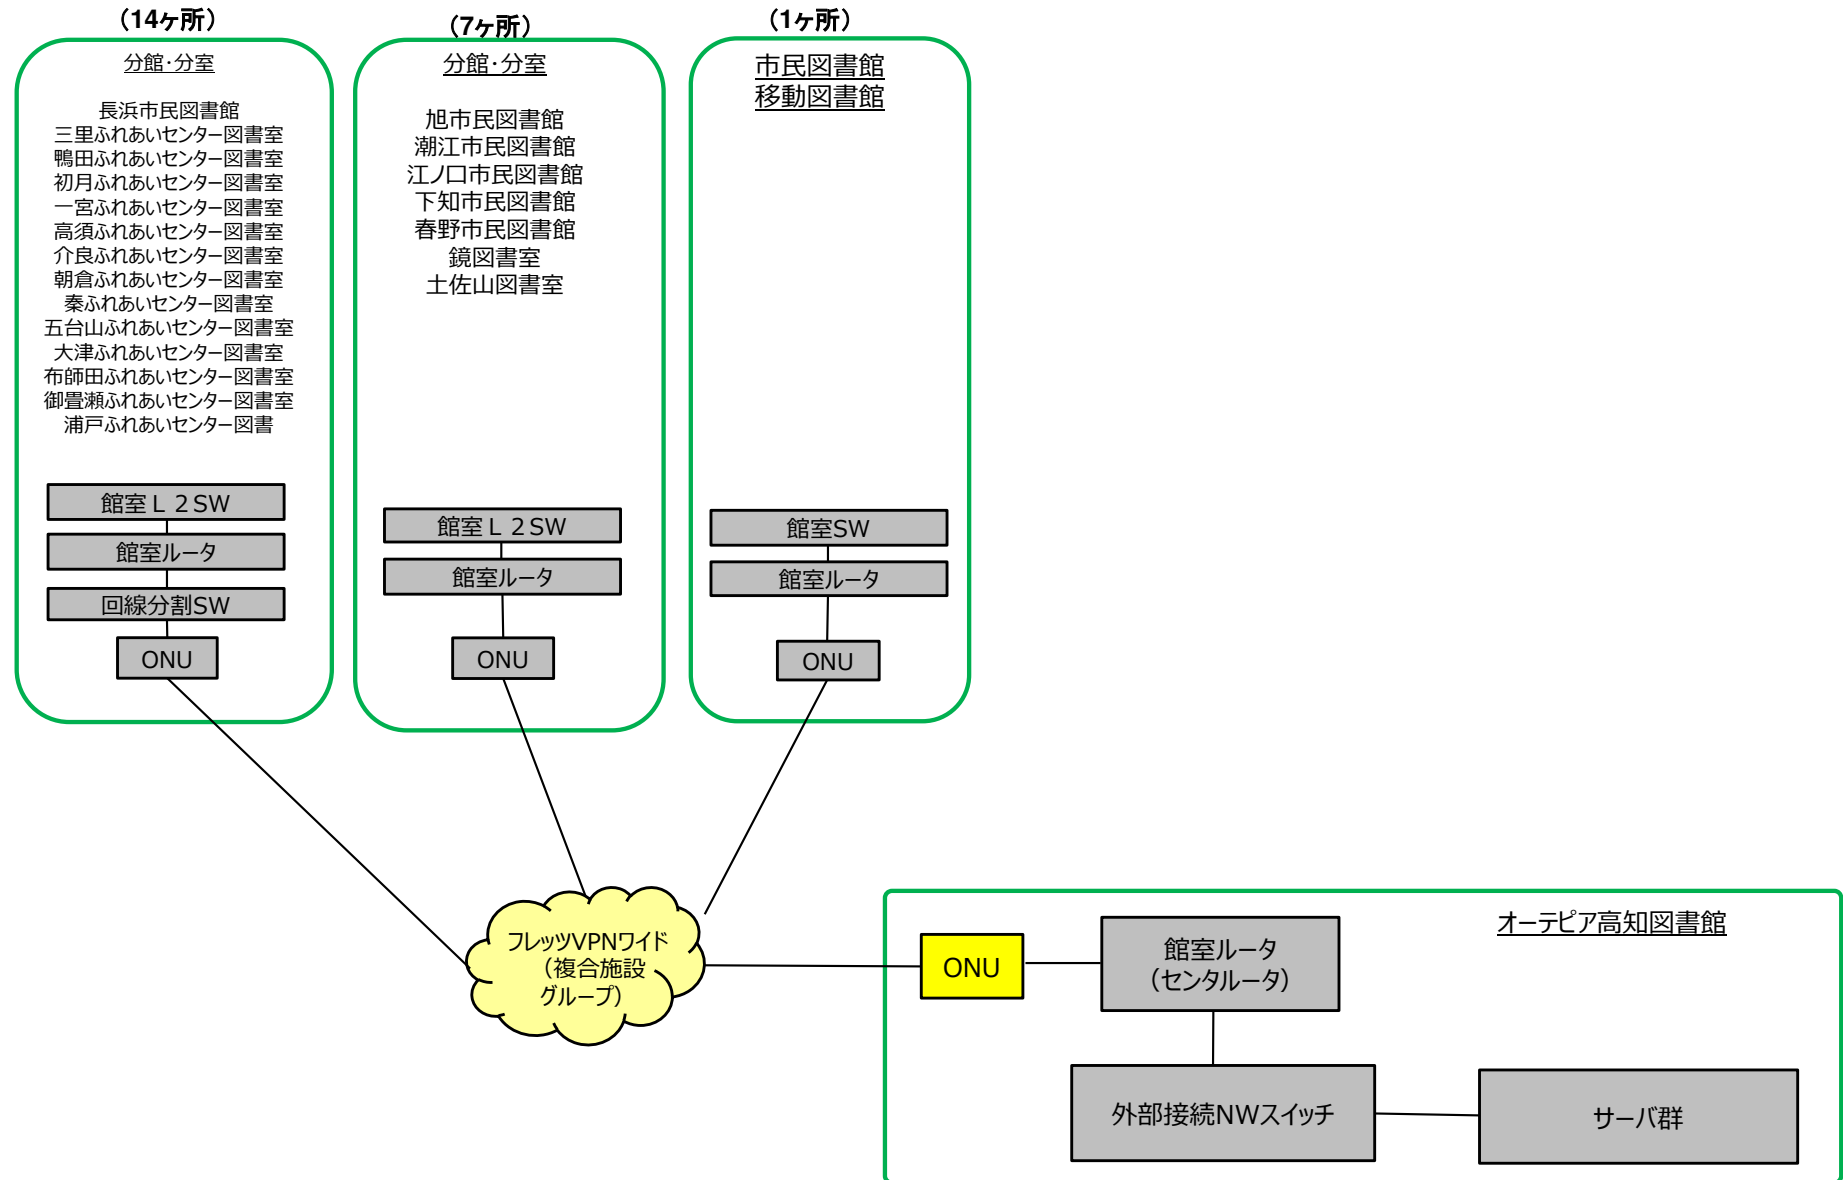 （14ヶ所）
分館・分室
長浜市民図書館
三里ふれあいセンター図書室
鴨田ふれあいセンター図書室
初月ふれあいセンター図書室
一宮ふれあいセンター図書室
高須ふれあいセンター図書室
介良ふれあいセンター図書室
朝倉ふれあいセンター図書室
秦ふれあいセンター図書室
五台山ふれあいセンター図書室
大津ふれあいセンター図書室
布師田ふれあいセンター図書室
御畳瀬ふれあいセンター図書室
浦戸ふれあいセンター図書
館室Ｌ２SW
館室ルータ
回線分割SW
ONU
（7ヶ所）
分館・分室
旭市民図書館
潮江市民図書館
江ノ口市民図書館
下知市民図書館
春野市民図書館
鏡図書室
土佐山図書室
館室Ｌ２SW
館室ルータ
ONU
（1ヶ所）
市民図書館
移動図書館
館室SW
館室ルータ
ONU
フレッツVPNワイド
（複合施設
グループ）
オーテピア高知図書館
ONU
館室ルータ
（センタルータ）
外部接続NWスイッチ
サーバ群